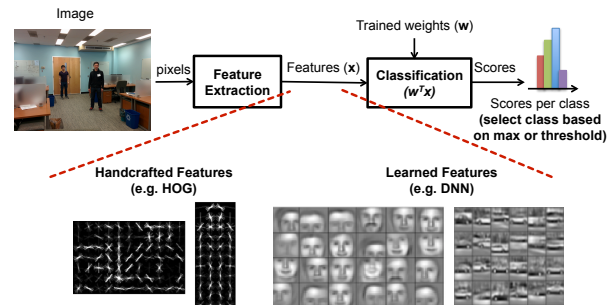 Image
pixels
Feature
Extraction
Features (x)
Trained weights (w)
Classification
(wᵀx)
Scores
Scores per class
(select class based
on max or threshold)
Handcrafted Features
(e.g. HOG)
Learned Features
(e.g. DNN)